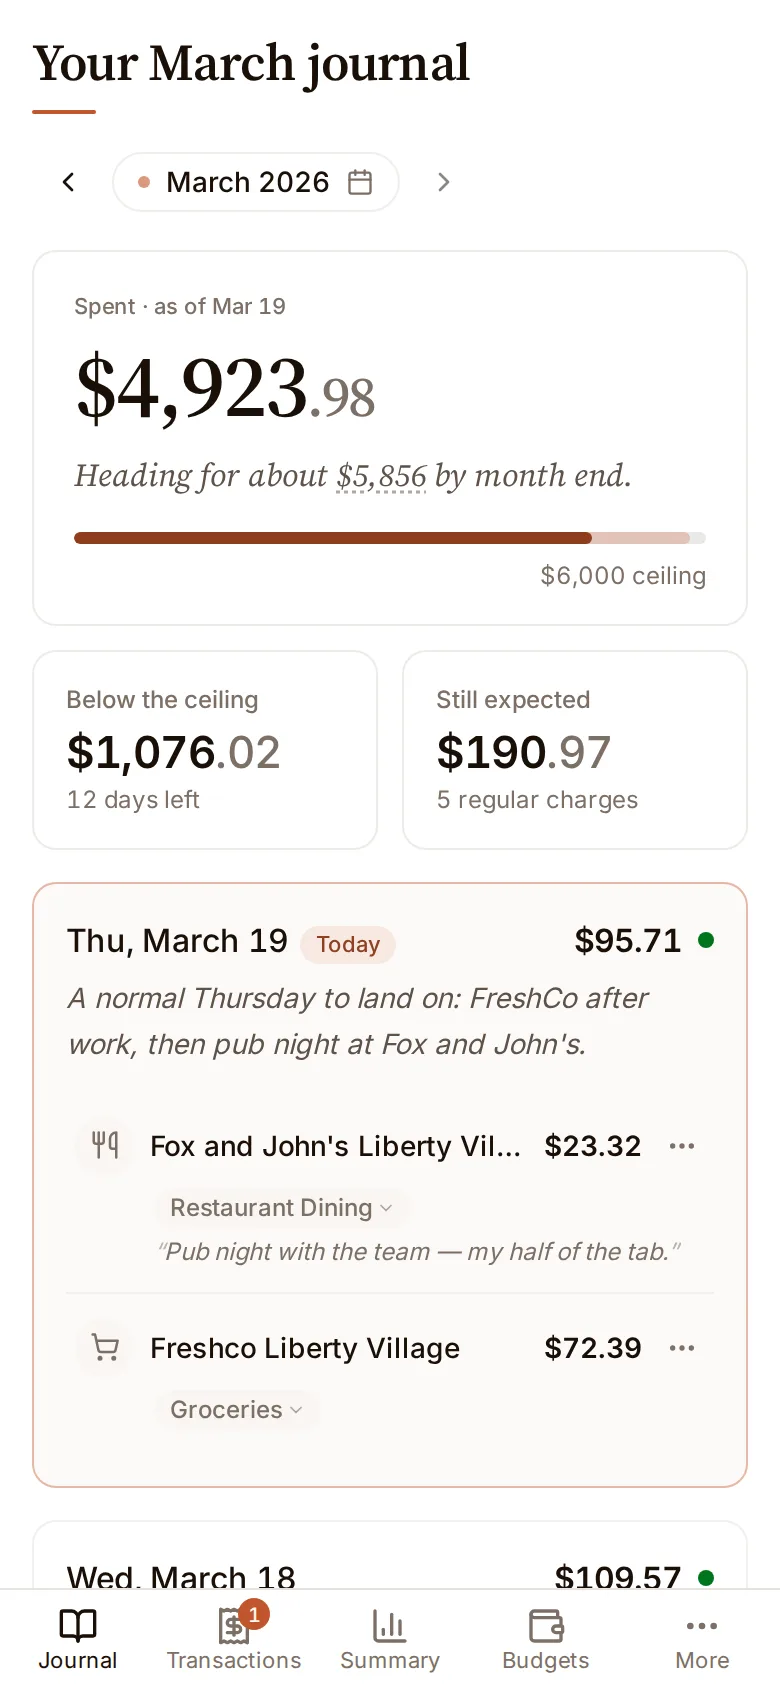 Your March journal
March 2026
Spent · as of Mar 19
$4,923.98
Heading for about $5,856 by month end.
$6,000 ceiling
Below the ceiling
$1,076.02
12 days left
Still expected
$190.97
5 regular charges
Thu, March 19 Today $95.71
A normal Thursday to land on: FreshCo after
work, then pub night at Fox and John's.
Fox and John's Liberty Vil... $23.32
Restaurant Dining
“Pub night with the team — my half of the tab.”
Freshco Liberty Village $72.39
Groceries
Wed, March 18 $109.57
1
Journal Transactions Summary Budgets More